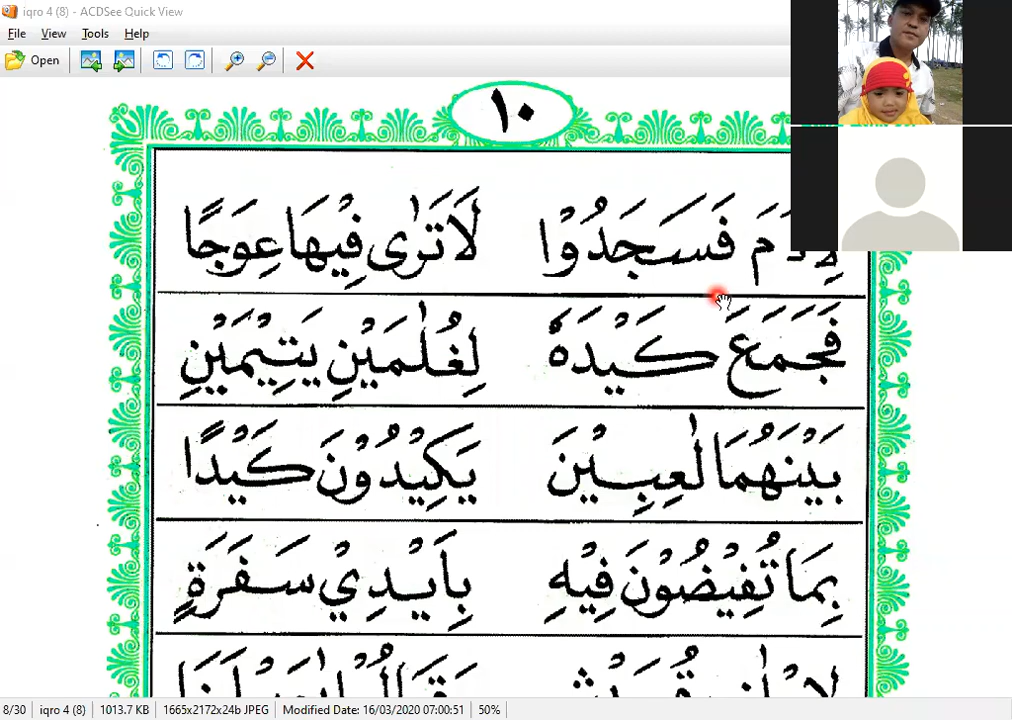 iqro 4 (8) - ACDSee Quick View
File View Tools Help
Open
١٠
فَسَجَدُوْا لَاتَرٰى فِيْهَا عِوَجًا
فَجَمَعَ كَيْدَهٗ لِغُلٰمَيْنِ يَتِيْمَيْنِ
بَيْنَهُمَا لٰعِبِيْنَ يَكِيْدُوْنَ كَيْدًا
بِمَا تُفِيْضُوْنَ فِيْهِ بِاَيْدِيْ سَفَرَةٍ
8/30 iqro 4 (8) 1013.7 KB 1665x2172x24b JPEG Modified Date: 16/03/2020 07:00:51 50%